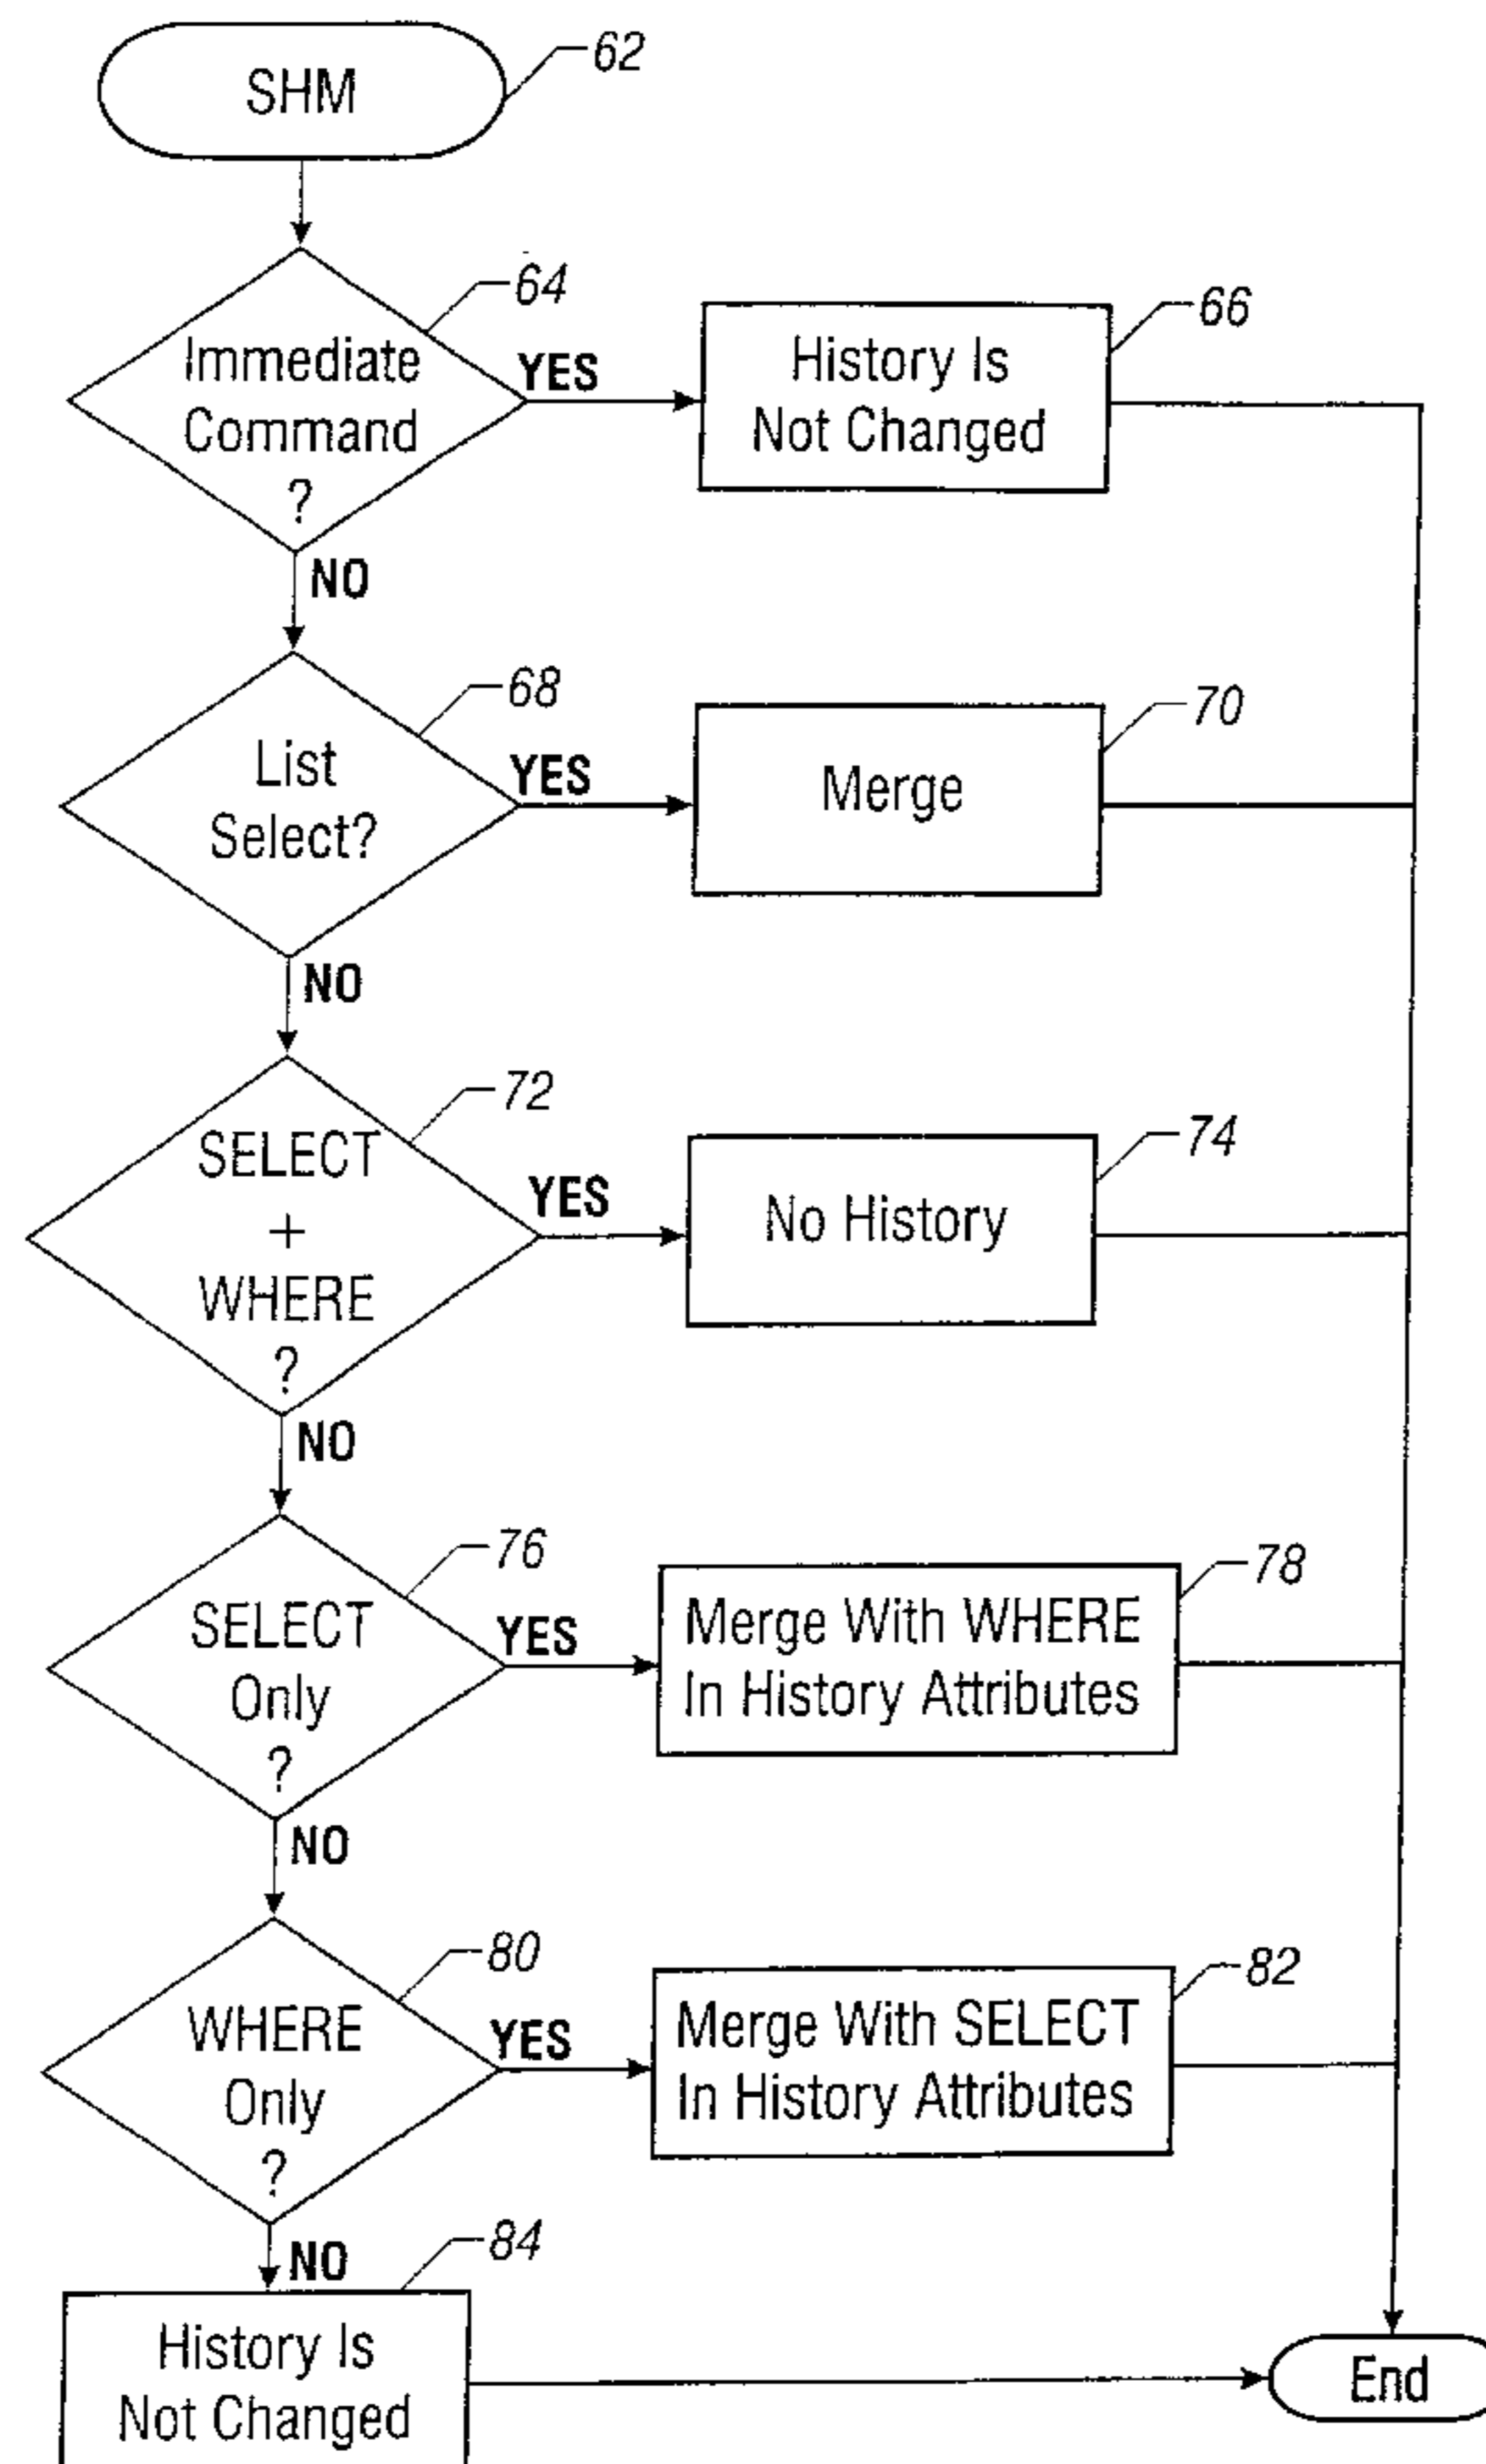 SHM
62
Immediate
Command
?
64
YES
History Is
Not Changed
66
NO
List
Select?
68
YES
Merge
70
NO
SELECT
+
WHERE
?
72
YES
No History
74
NO
SELECT
Only
?
76
YES
Merge With WHERE
In History Attributes
78
NO
WHERE
Only
?
80
YES
Merge With SELECT
In History Attributes
82
NO
84
History Is
Not Changed
End